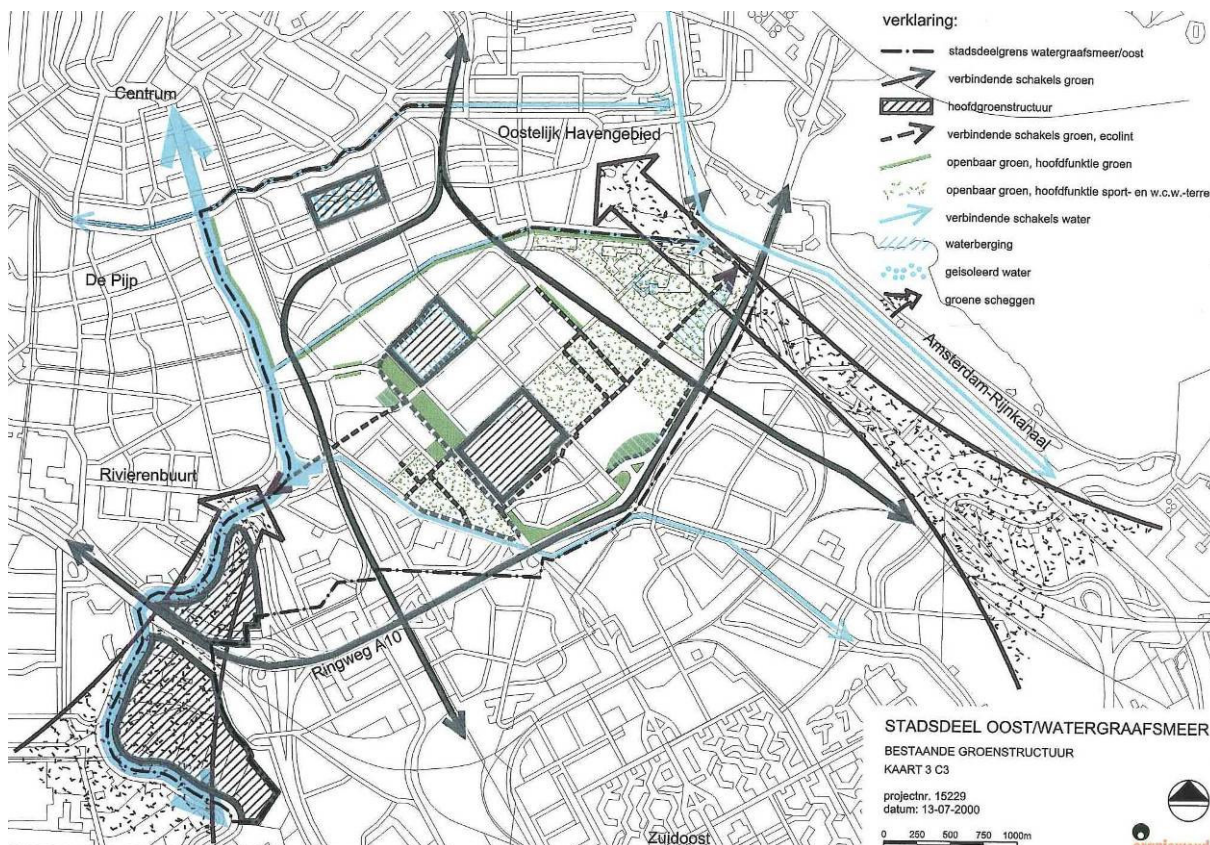 verklaring:
stadsdeelgrens watergraafsmeer/oost
verbindende schakels groen
hoofdgroenstructuur
verbindende schakels groen, ecolint
openbaar groen, hoofdfunktie groen
openbaar groen, hoofdfunktie sport- en w.c.w.-terre
verbindende schakels water
waterberging
geisoleerd water
groene scheggen
Centrum
Oostelijk Havengebied
De Pijp
Amsterdam-Rijnkanaal
Rivierenbuurt
Ringweg A10
Zuidoost
STADSDEEL OOST/WATERGRAAFSMEER
BESTAANDE GROENSTRUCTUUR
KAART 3 C3
projectnr. 15229
datum: 13-07-2000
0 250 500 750 1000m